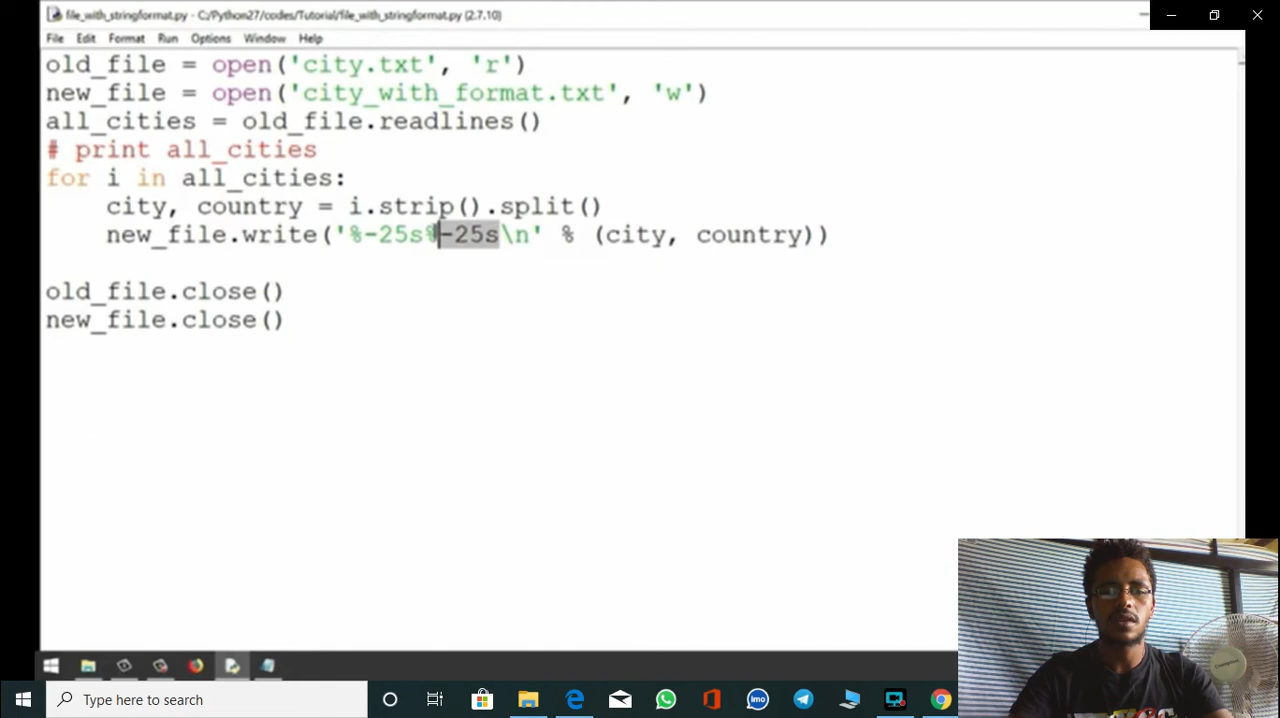 file_with_stringformat.py - C:/Python27/codes/Tutorial/file_with_stringformat.py (2.7.10)
File Edit Format Run Options Window Help
old_file = open('city.txt', 'r')
new_file = open('city_with_format.txt', 'w')
all_cities = old_file.readlines()
# print all_cities
for i in all_cities:
    city, country = i.strip().split()
    new_file.write('%-25s%-25s\n' % (city, country))
old_file.close()
new_file.close()
Type here to search
imo